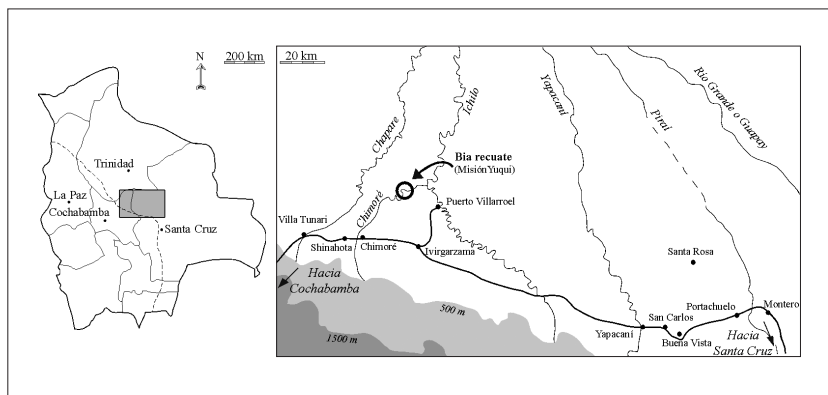 N
200 km
Trinidad
La Paz
Cochabamba
Santa Cruz
20 km
Chapare
Ichilo
Yapacaní
Río Grande o Guapay
Piraí
Bia recuate
(Misión Yuqui)
Chimoré
Puerto Villarroel
Villa Tunari
Shinahota
Chimoré
Ivirgarzama
Santa Rosa
Hacia
Cochabamba
500 m
1500 m
Yapacaní
San Carlos
Buena Vista
Portachuelo
Montero
Hacia
Santa Cruz